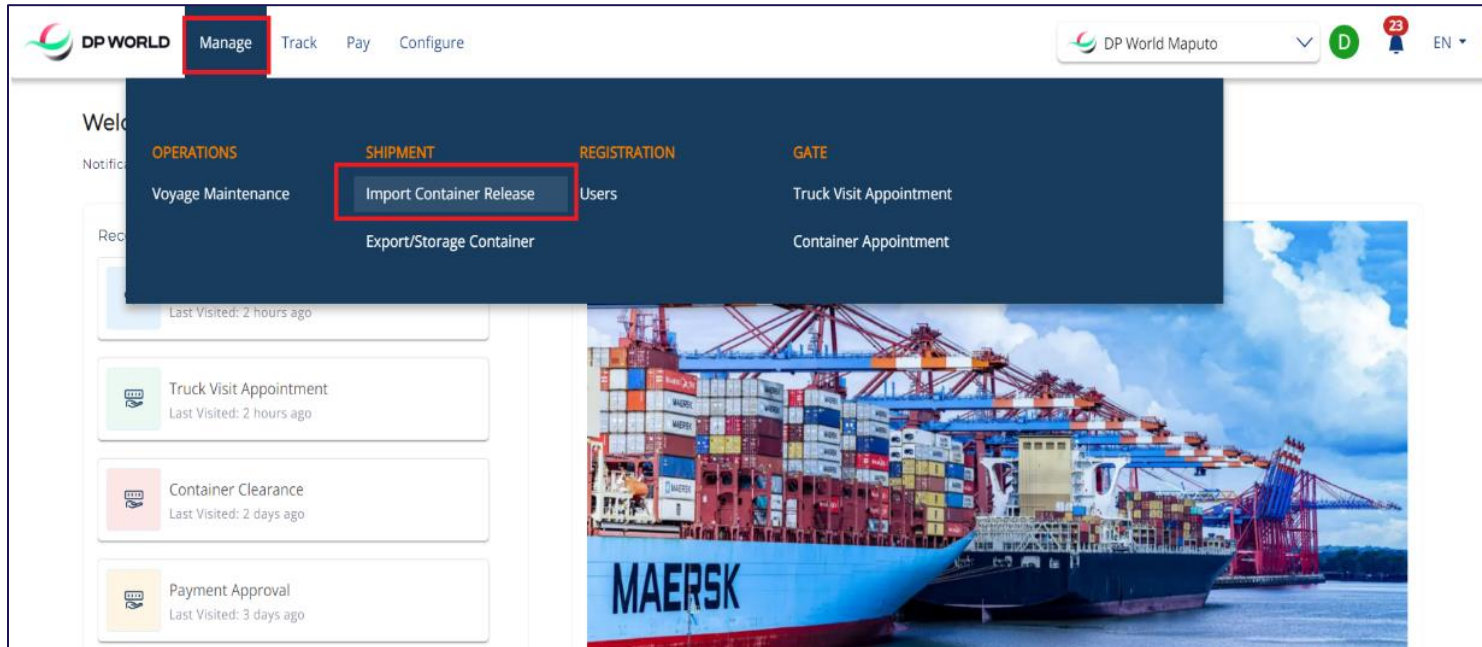 DP WORLD Manage Track Pay Configure DP World Maputo D 23 EN
Welc
Notifica
OPERATIONS SHIPMENT REGISTRATION GATE
Voyage Maintenance Import Container Release Users Truck Visit Appointment
Export/Storage Container Container Appointment
Rec
Last Visited: 2 hours ago
Truck Visit Appointment
Last Visited: 2 hours ago
Container Clearance
Last Visited: 2 days ago
Payment Approval
Last Visited: 3 days ago
MAERSK